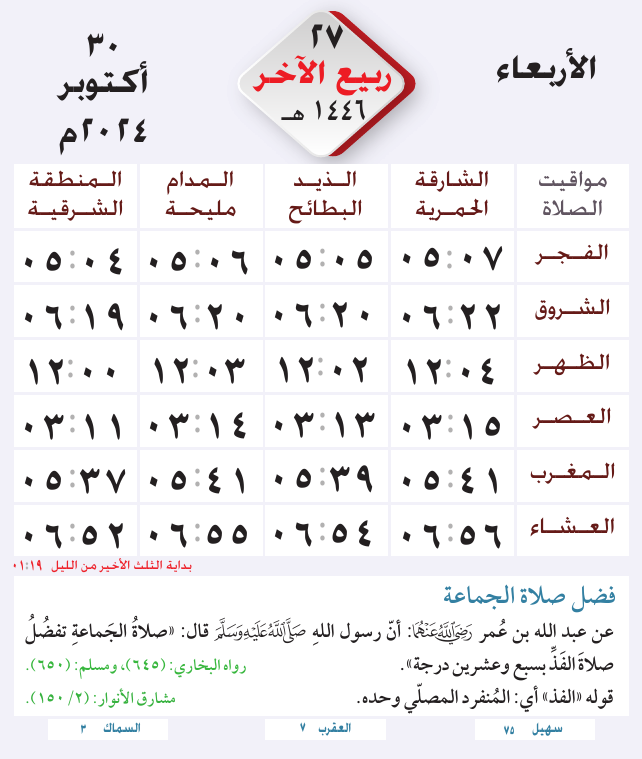 الأربعاء
٢٧
ربيع الآخر
١٤٤٦ هـ
٣٠
أكتوبر
٢٠٢٤م
مواقيت الصلاة | الشارقة الحمرية | الذيد البطائح | المدام مليحة | المنطقة الشرقية
الفجر ٠٥:٠٧ ٠٥:٠٥ ٠٥:٠٦ ٠٥:٠٤
الشروق ٠٦:٢٢ ٠٦:٢٠ ٠٦:٢٠ ٠٦:١٩
الظهر ١٢:٠٤ ١٢:٠٢ ١٢:٠٣ ١٢:٠٠
العصر ٠٣:١٥ ٠٣:١٣ ٠٣:١٤ ٠٣:١١
المغرب ٠٥:٤١ ٠٥:٣٩ ٠٥:٤١ ٠٥:٣٧
العشاء ٠٦:٥٦ ٠٦:٥٤ ٠٦:٥٥ ٠٦:٥٢
بداية الثلث الأخير من الليل ٠١:١٩
فضل صلاة الجماعة
عن عبد الله بن عُمر رَضِيَ اللَّهُ عَنْهُمَا: أنّ رسول اللهِ صَلَّى اللَّهُ عَلَيْهِ وَسَلَّمَ قال: «صلاةُ الجَماعةِ تفضُلُ
صلاةَ الفَذِّ بسبع وعشرين درجة». رواه البخاري: (٦٤٥)، ومسلم: (٦٥٠).
قوله «الفذ» أي: المُنفرد المصلّي وحده. مشارق الأنوار: (٢/ ١٥٠).
سهيل ٧٥ العقرب ٧ السماك ٣